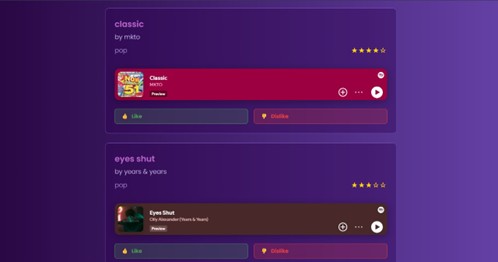 classic
by mkto
pop
★★★★☆
Classic
MKTO
Preview
Like
Dislike
eyes shut
by years & years
pop
★★★☆☆
Eyes Shut
Olly Alexander (Years & Years)
Preview
Like
Dislike